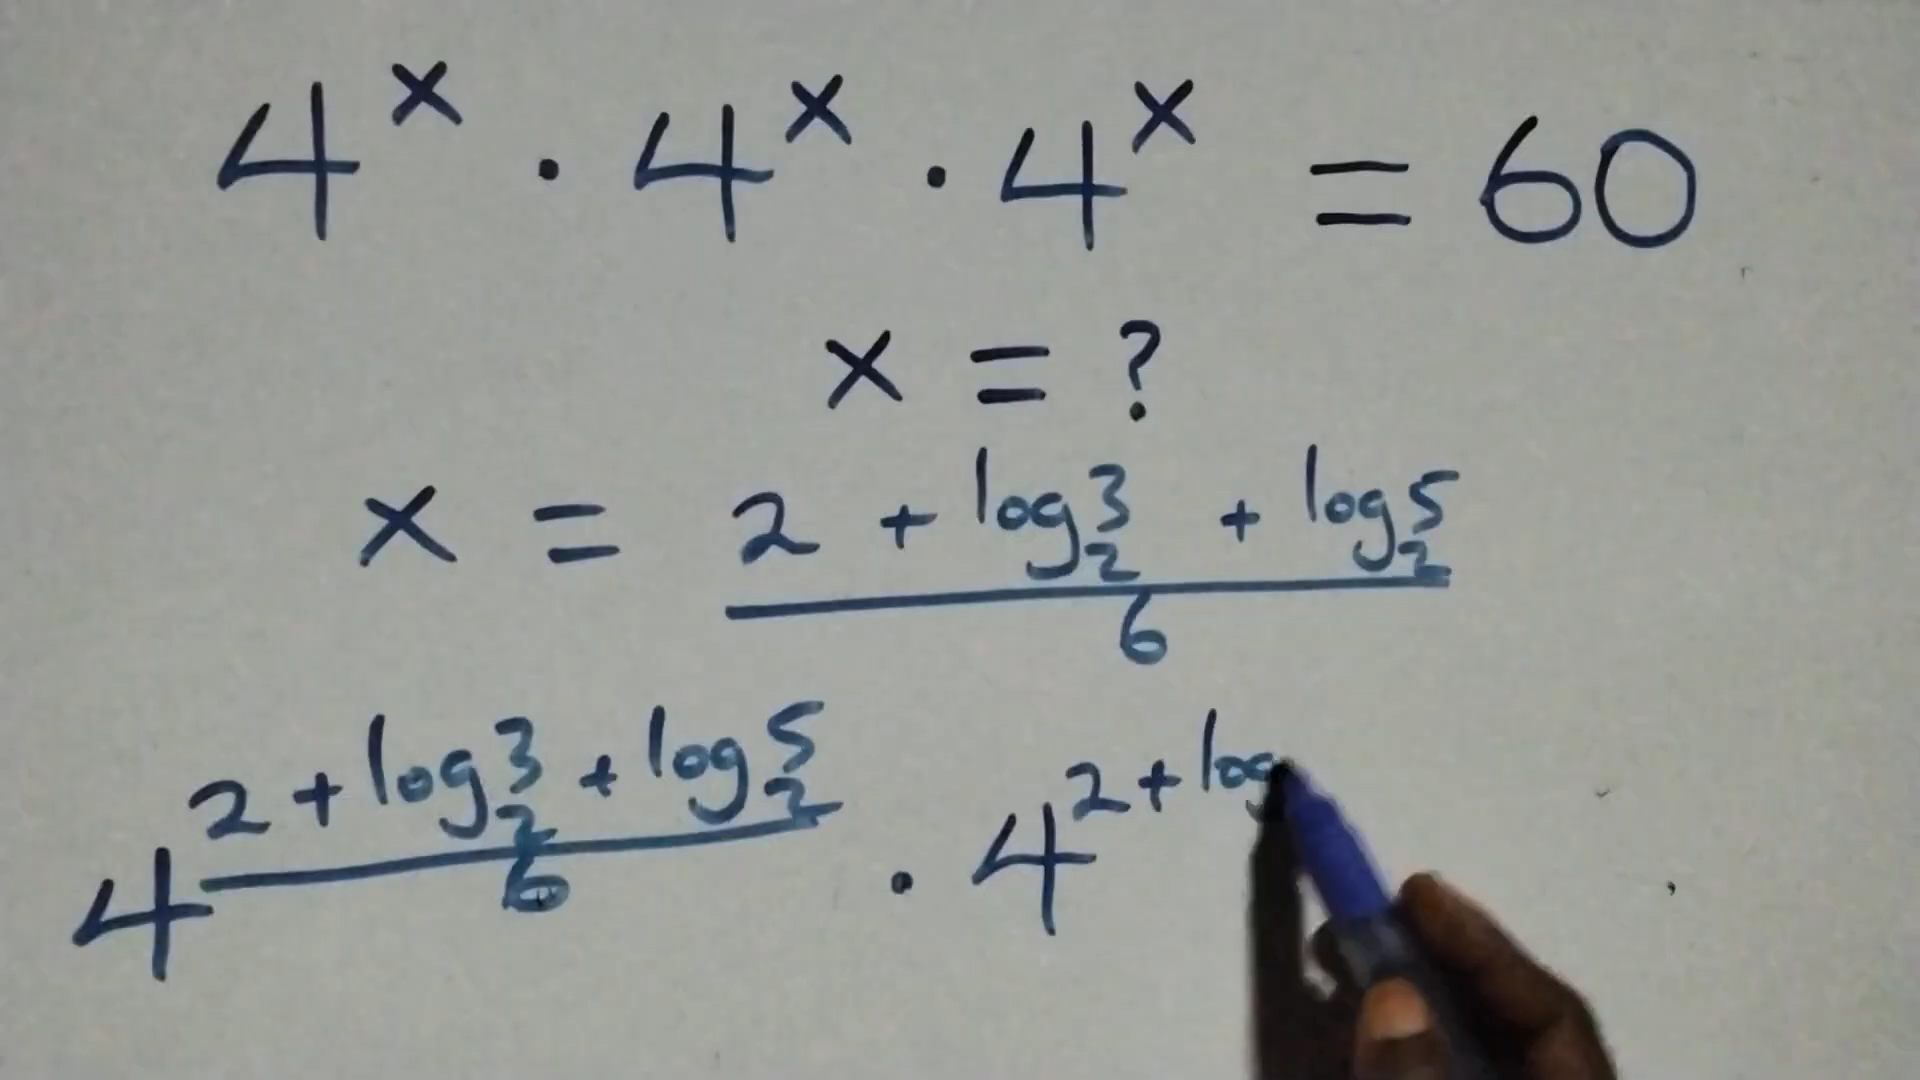 4^x · 4^x · 4^x = 60
x = ?
x = (2 + log₂3 + log₂5)/6
4^((2 + log₂3 + log₂5)/6) · 4^(2 + log